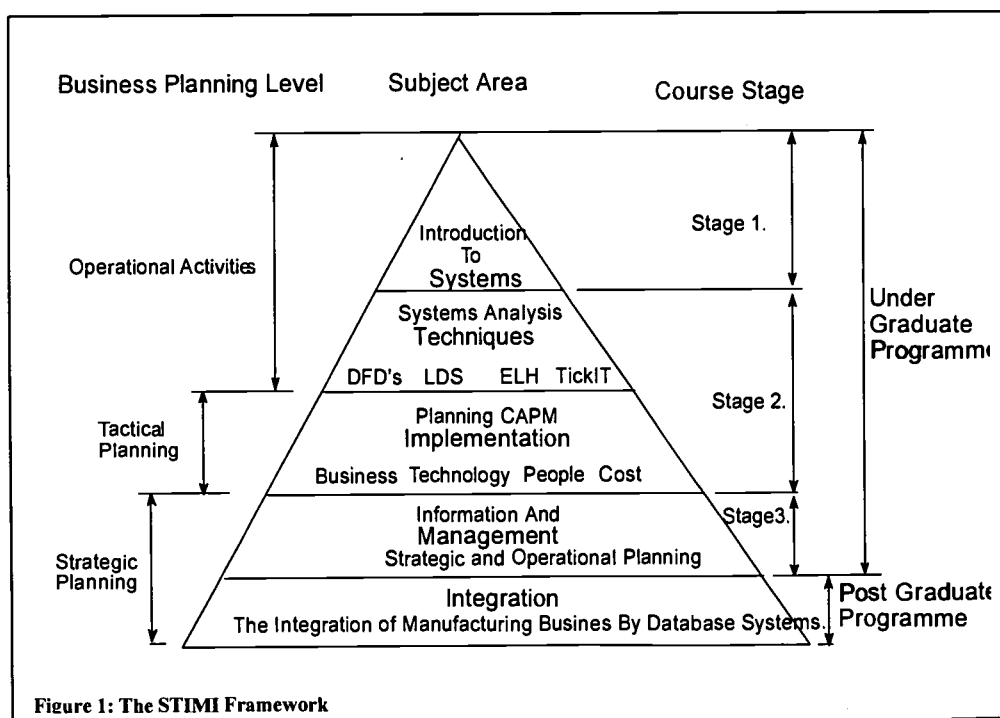 Business Planning Level Subject Area Course Stage
Introduction
To
Systems
Stage 1.
Operational Activities
Systems Analysis
Techniques
DFD's LDS ELH TickIT
Under
Graduate
Programme
Stage 2.
Tactical
Planning
Planning CAPM
Implementation
Business Technology People Cost
Information And
Management
Strategic and Operational Planning
Stage3.
Strategic
Planning
Integration
The Integration of Manufacturing Busines By Database Systems.
Post Graduate
Programme
Figure 1: The STIMI Framework